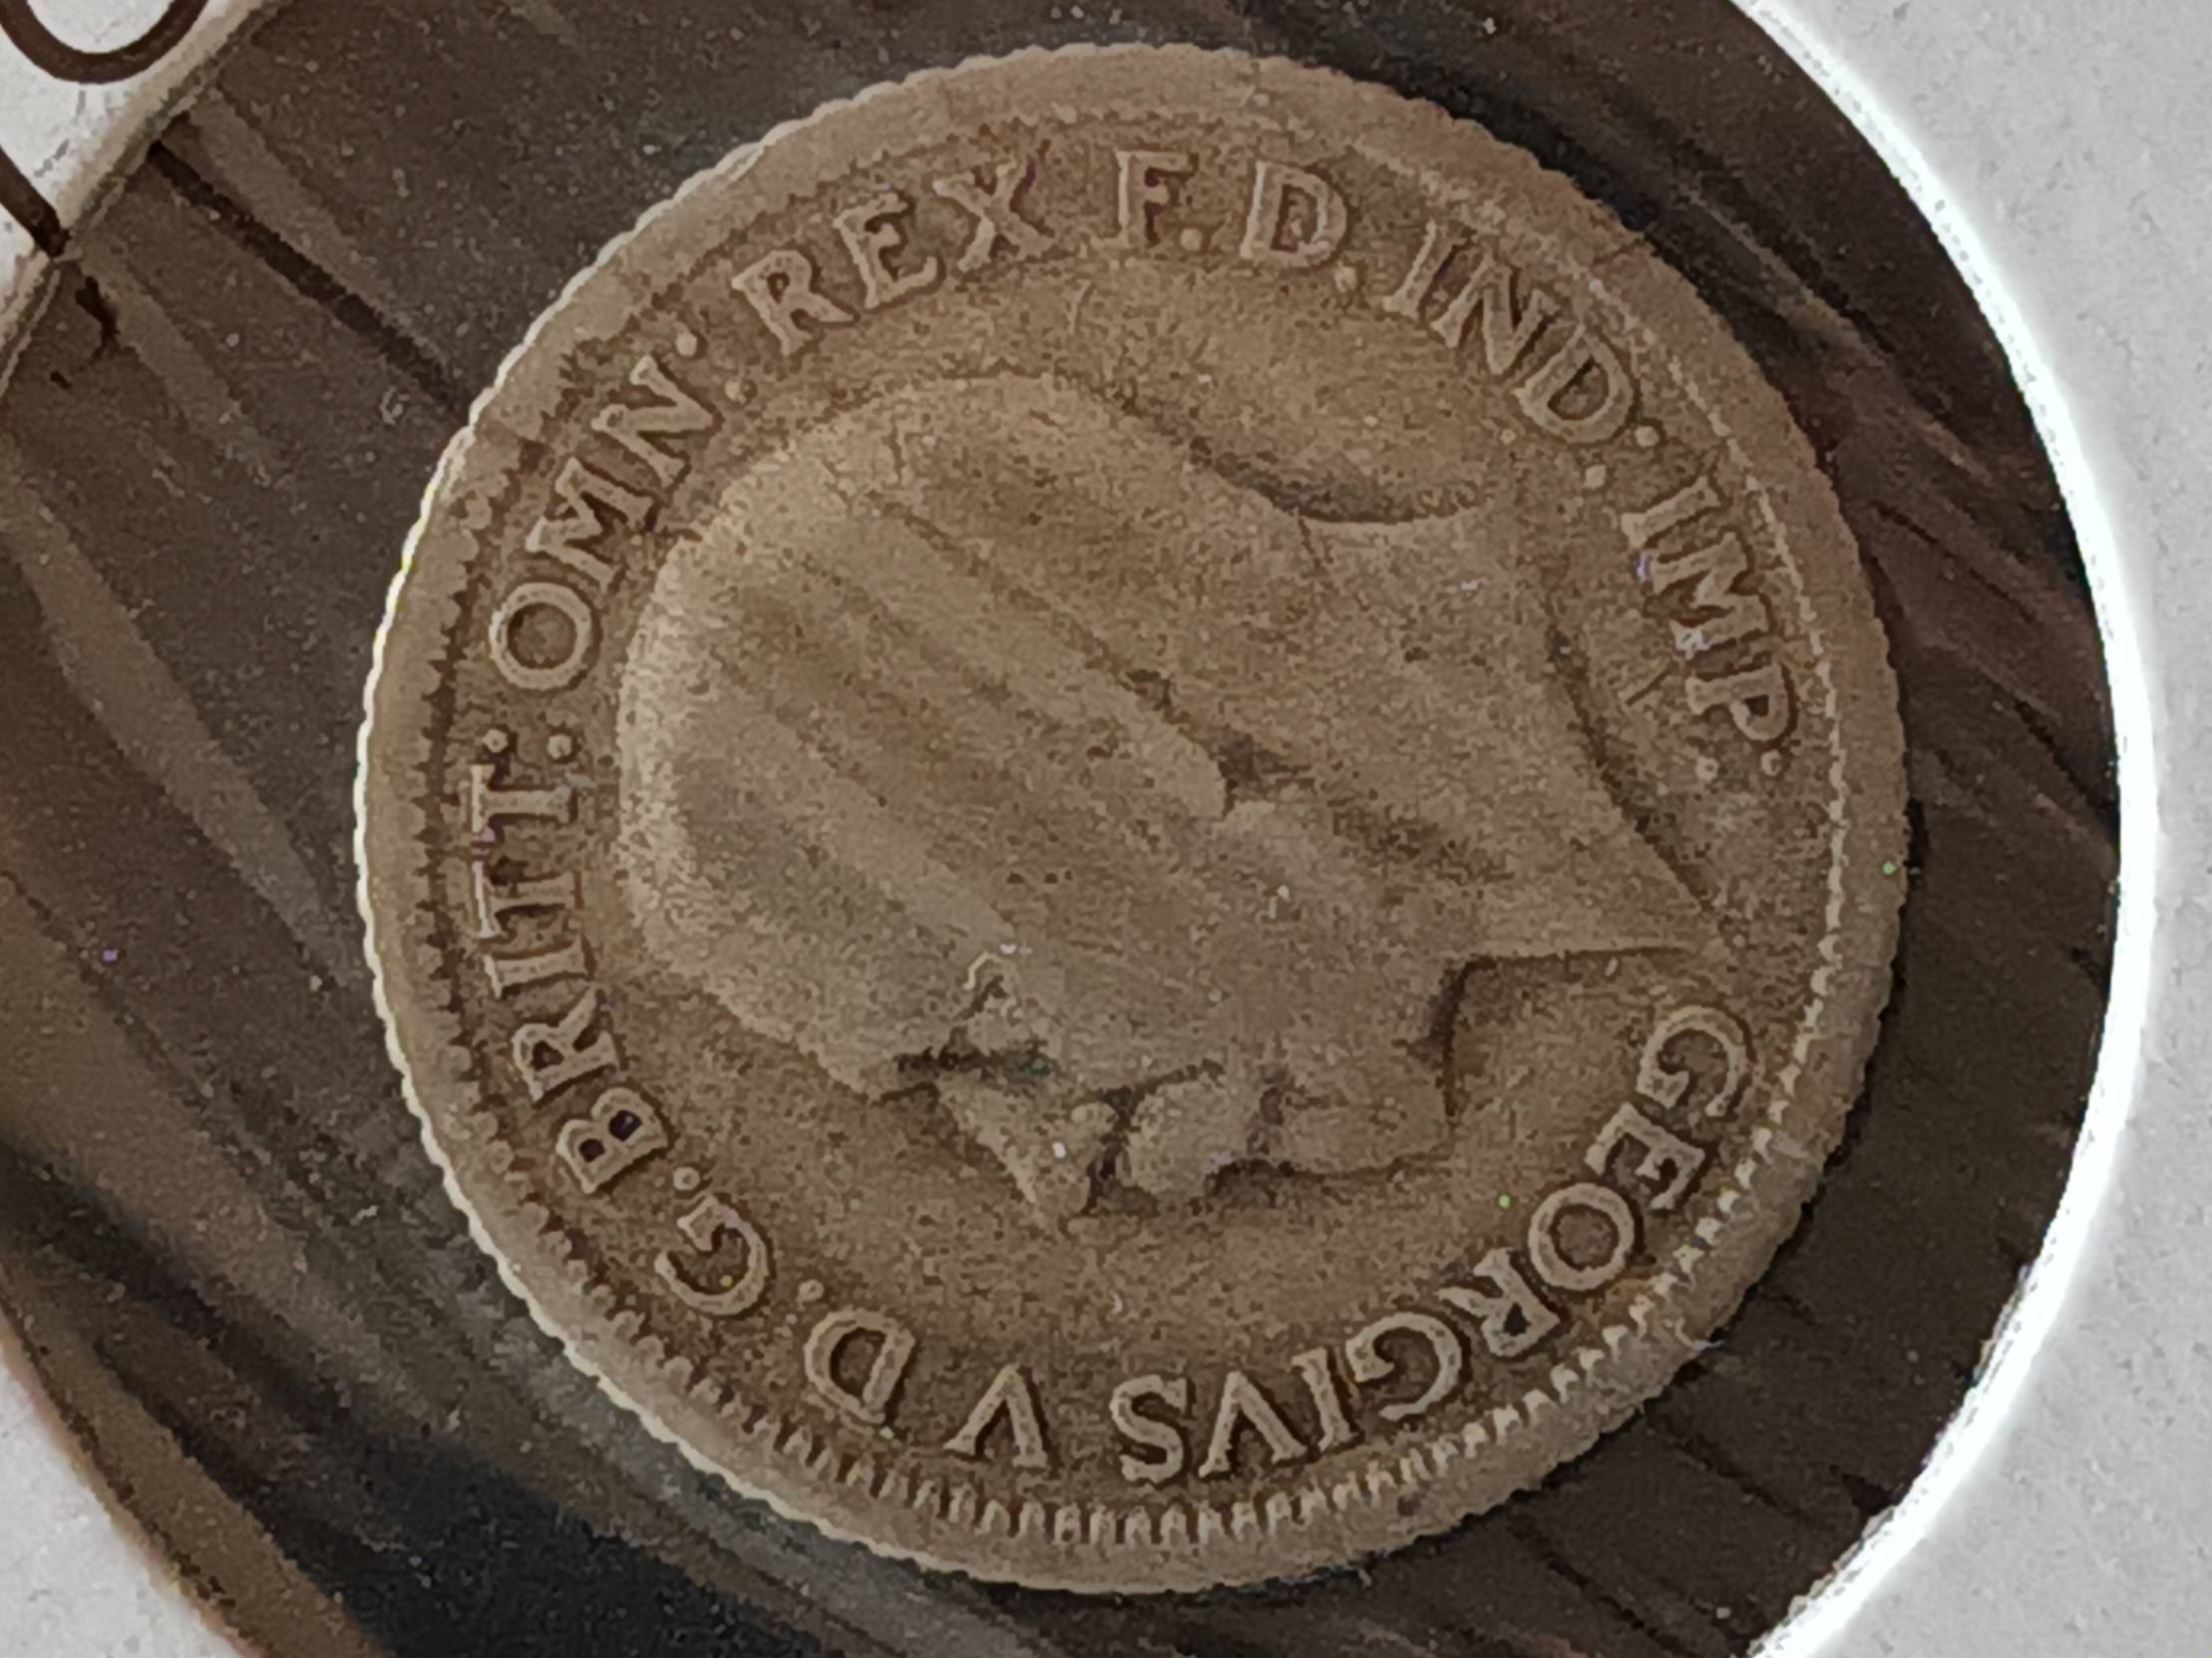 GEORGIVS V D. G. BRITT: OMN: REX F. D. IND: IMP: